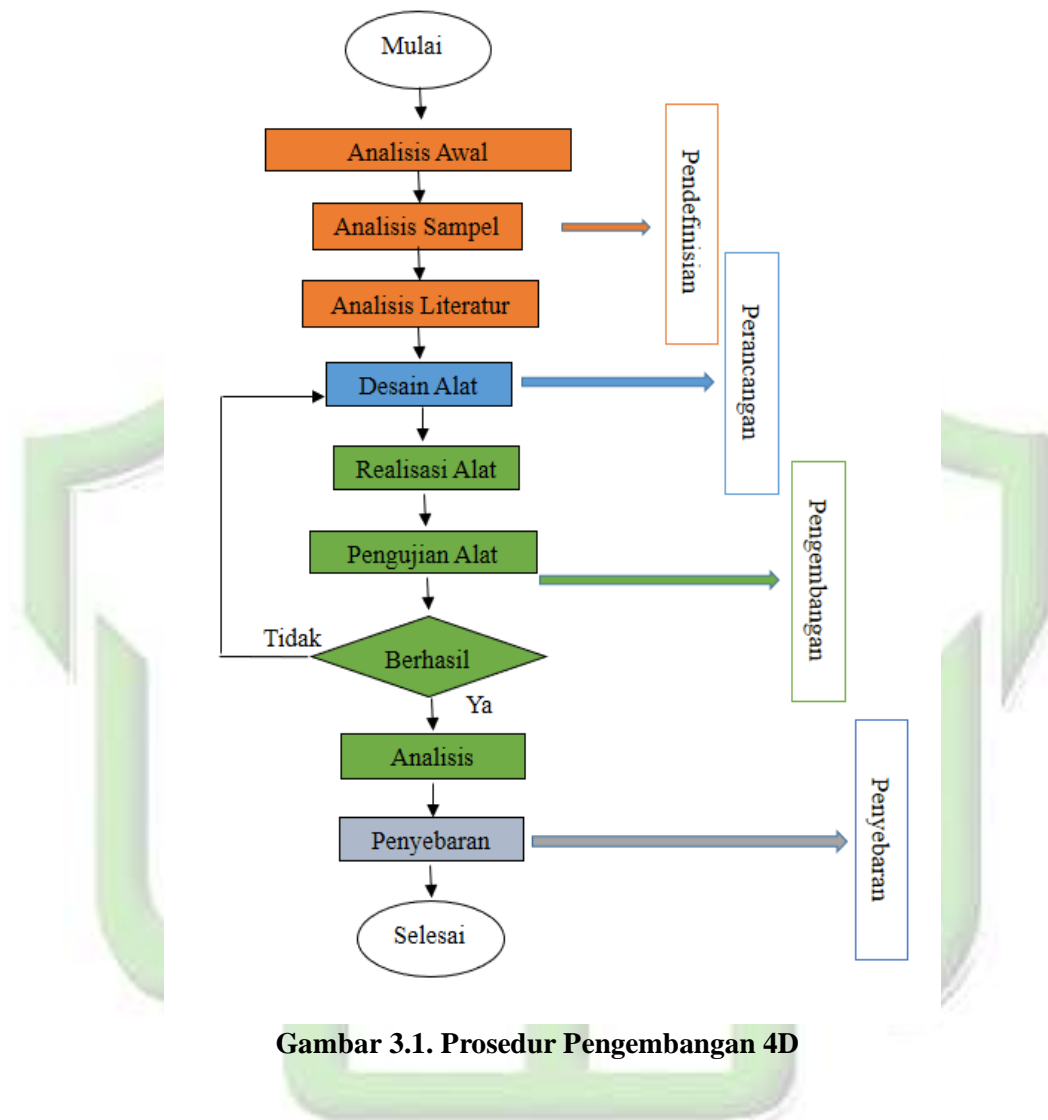 Mulai
Analisis Awal
Analisis Sampel
Pendefinisian
Analisis Literatur
Desain Alat
Perancangan
Realisasi Alat
Pengujian Alat
Pengembangan
Tidak
Berhasil
Ya
Analisis
Penyebaran
Penyebaran
Selesai
Gambar 3.1. Prosedur Pengembangan 4D